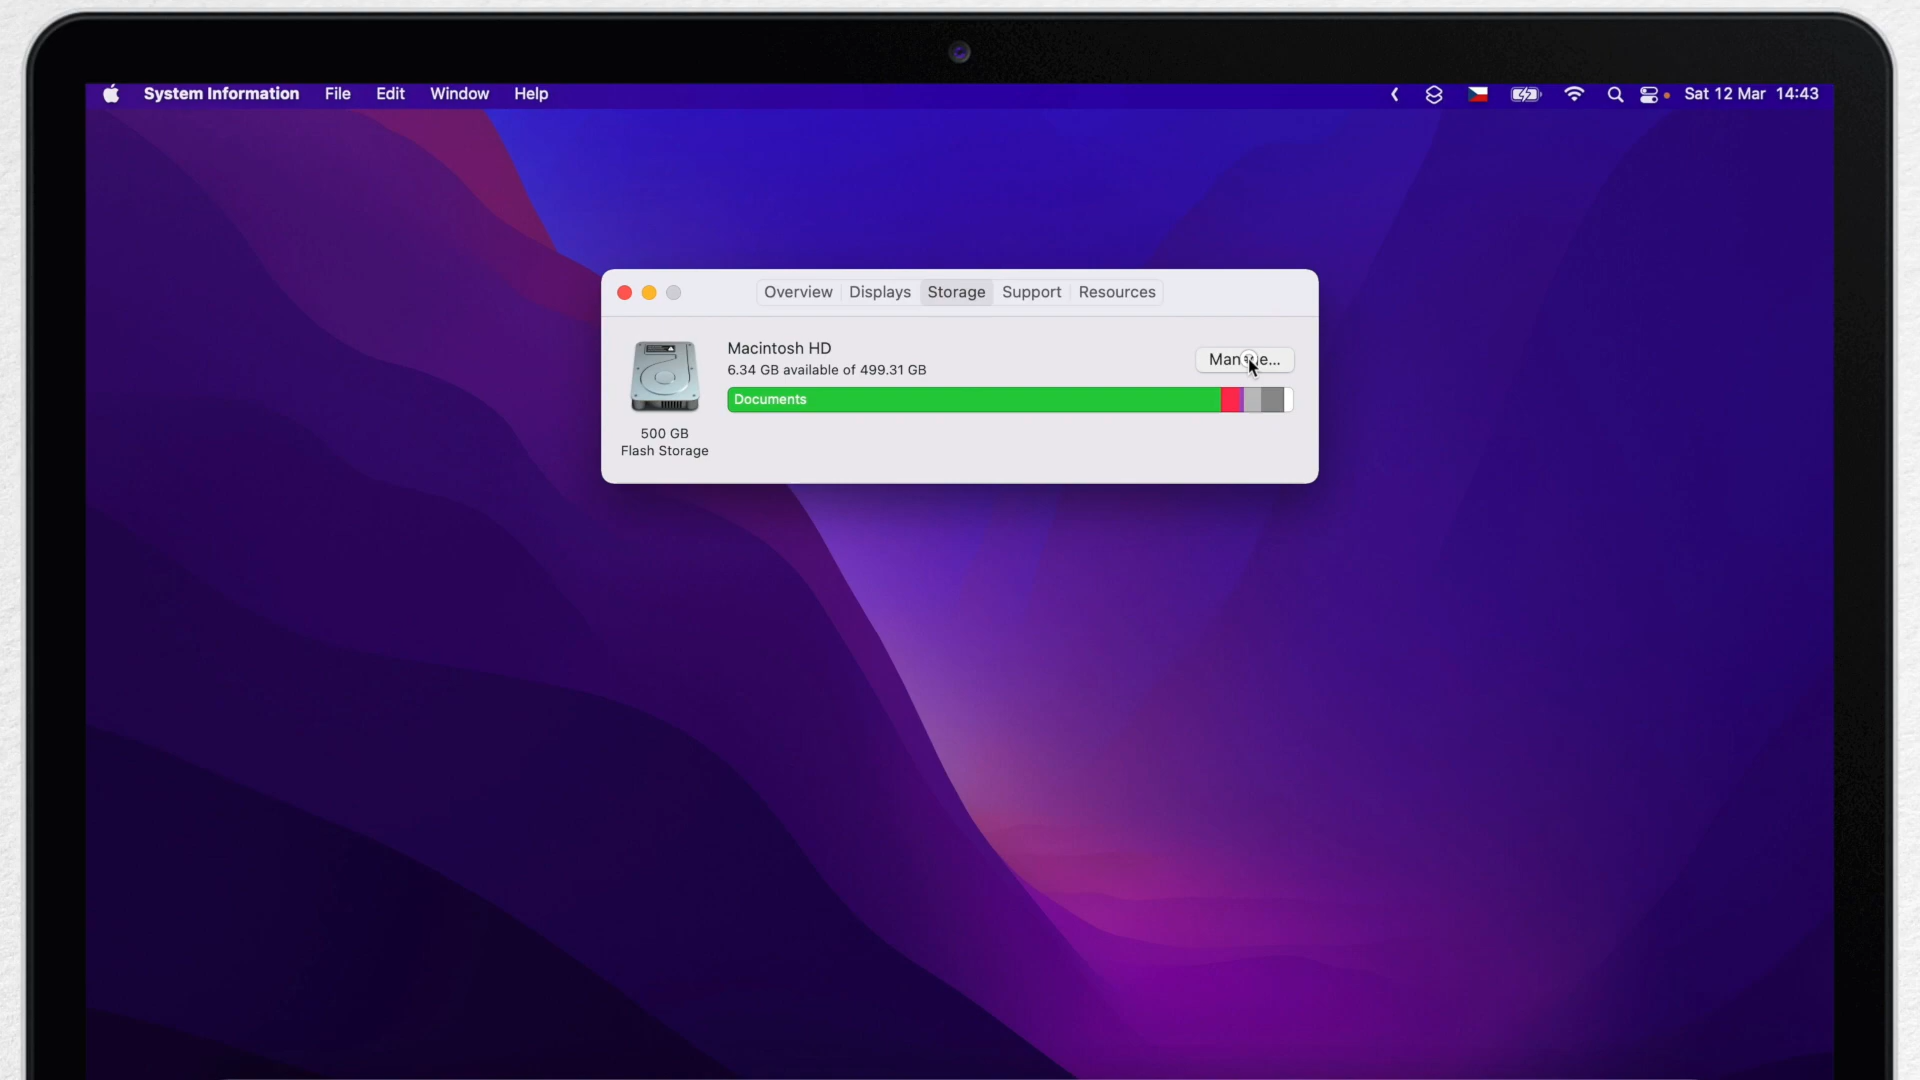 System Information File Edit Window Help Sat 12 Mar 14:43
Overview Displays Storage Support Resources
Macintosh HD
6.34 GB available of 499.31 GB
Documents
500 GB
Flash Storage